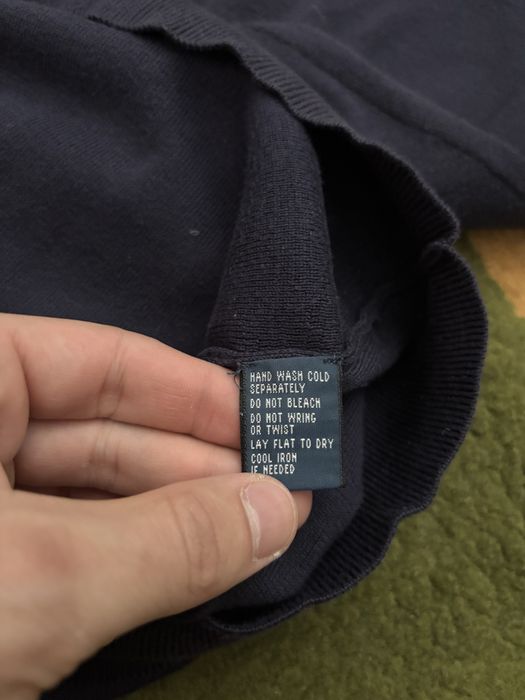 HAND WASH COLD
SEPARATELY
DO NOT BLEACH
DO NOT WRING
OR TWIST
LAY FLAT TO DRY
COOL IRON
IF NEEDED